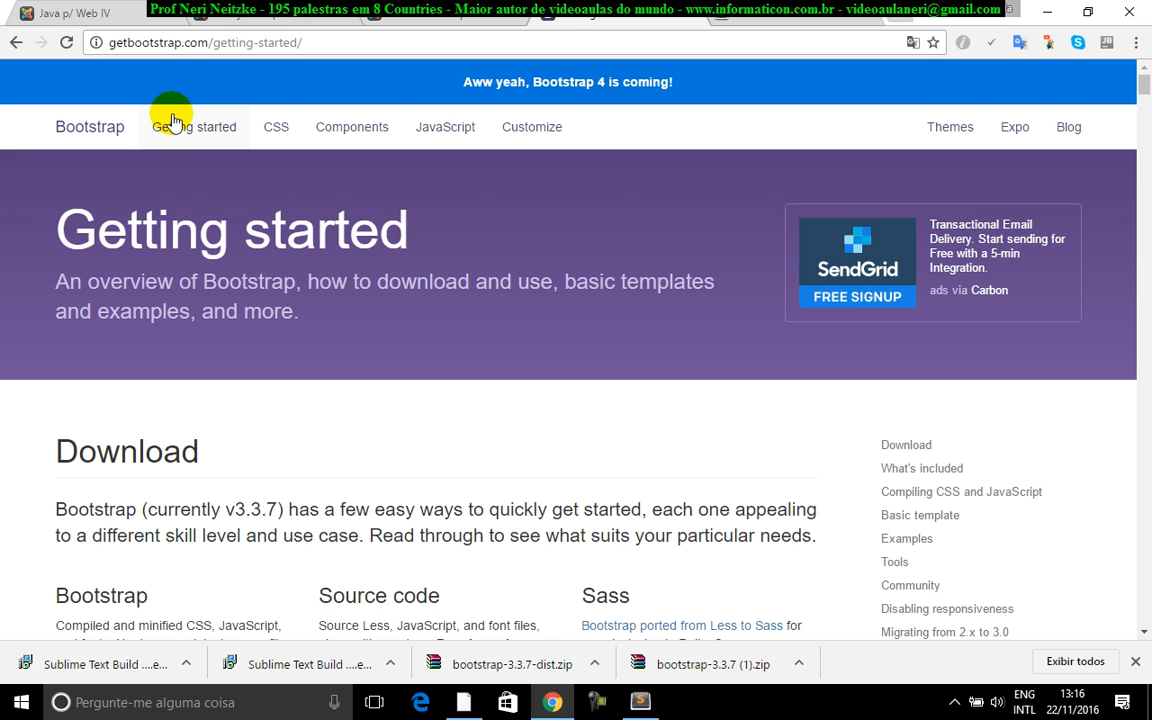 Java p/ Web IV
Prof Neri Neitzke - 195 palestras em 8 Countries - Maior autor de videoaulas do mundo - www.informaticon.com.br - videoaulaneri@gmail.com
getbootstrap.com/getting-started/
Aww yeah, Bootstrap 4 is coming!
Bootstrap Getting started CSS Components JavaScript Customize Themes Expo Blog
Getting started
An overview of Bootstrap, how to download and use, basic templates
and examples, and more.
SendGrid
FREE SIGNUP
Transactional Email
Delivery. Start sending for
Free with a 5-min
Integration.
ads via Carbon
Download
Bootstrap (currently v3.3.7) has a few easy ways to quickly get started, each one appealing
to a different skill level and use case. Read through to see what suits your particular needs.
Bootstrap
Compiled and minified CSS, JavaScript,
Source code
Source Less, JavaScript, and font files,
Sass
Bootstrap ported from Less to Sass for
Download
What's included
Compiling CSS and JavaScript
Basic template
Examples
Tools
Community
Disabling responsiveness
Migrating from 2.x to 3.0
Sublime Text Build ....e...
Sublime Text Build ....e...
bootstrap-3.3.7-dist.zip
bootstrap-3.3.7 (1).zip
Exibir todos
Pergunte-me alguma coisa
ENG
INTL
13:16
22/11/2016